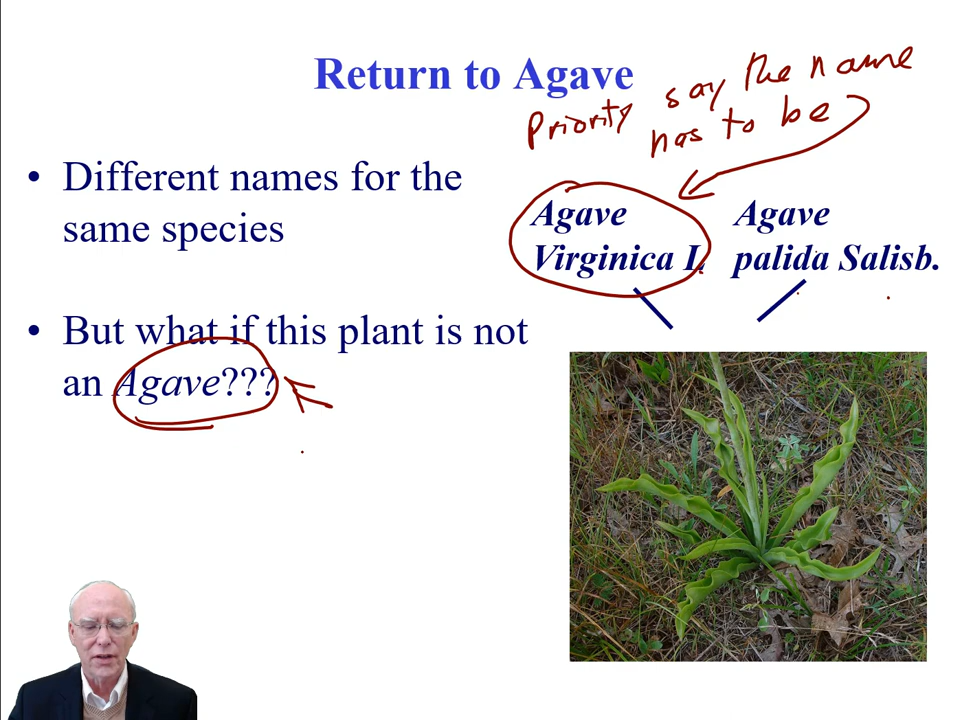 Return to Agave
Priority say the name
has to be
• Different names for the
same species
Agave
Virginica L
Agave
palida Salisb.
• But what if this plant is not
an Agave???